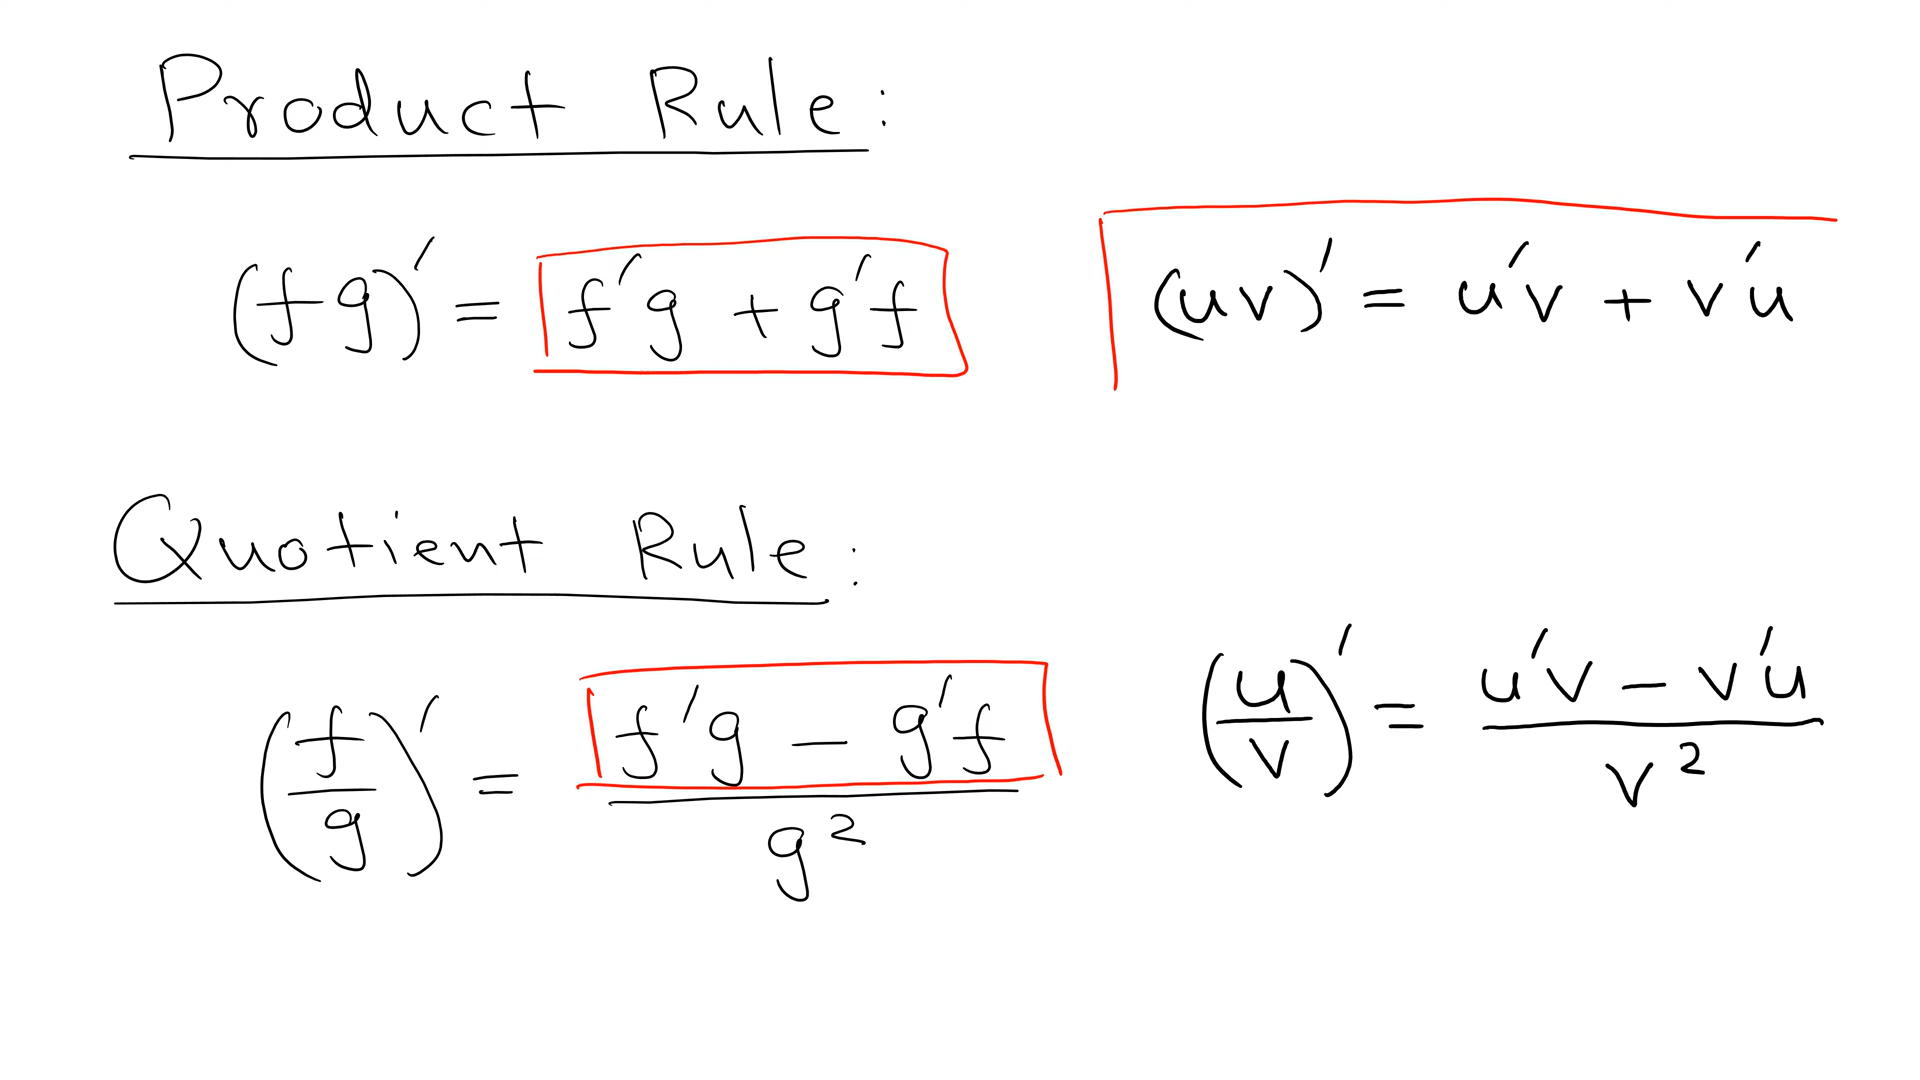 Product Rule:
(fg)' = f'g + g'f
(uv)' = u'v + v'u
Quotient Rule:
(f/g)' = (f'g - g'f)/g²
(u/v)' = (u'v - v'u)/v²